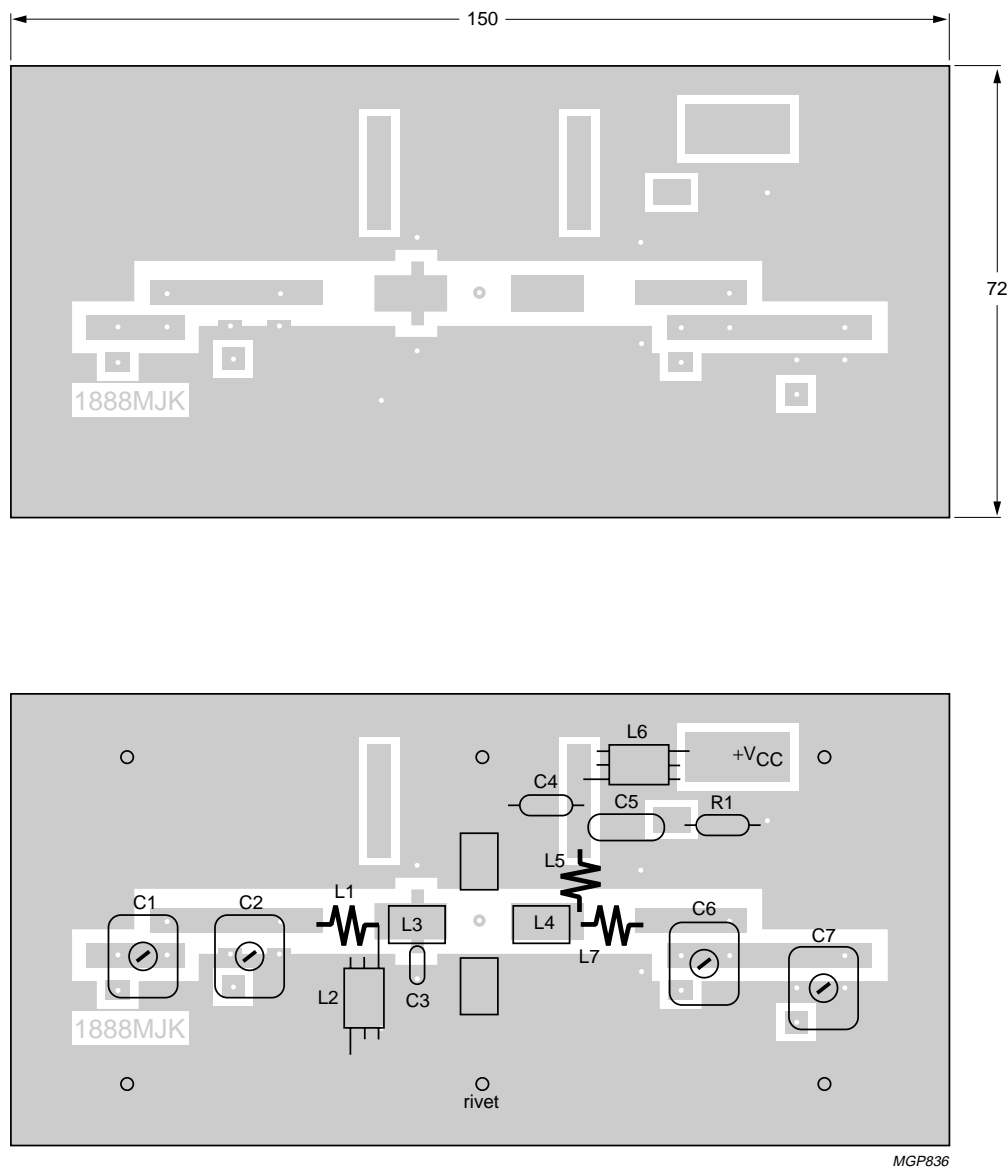 150
72
1888MJK
L6
+VCC
C4
C5
R1
L5
L1
C1
C2
L3
L4
C6
C7
L7
L2
C3
1888MJK
rivet
MGP836